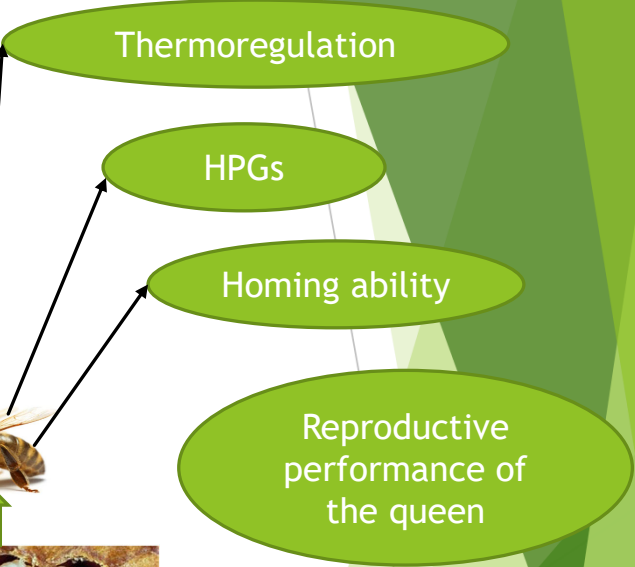 Thermoregulation
HPGs
Homing ability
Reproductive
performance of
the queen